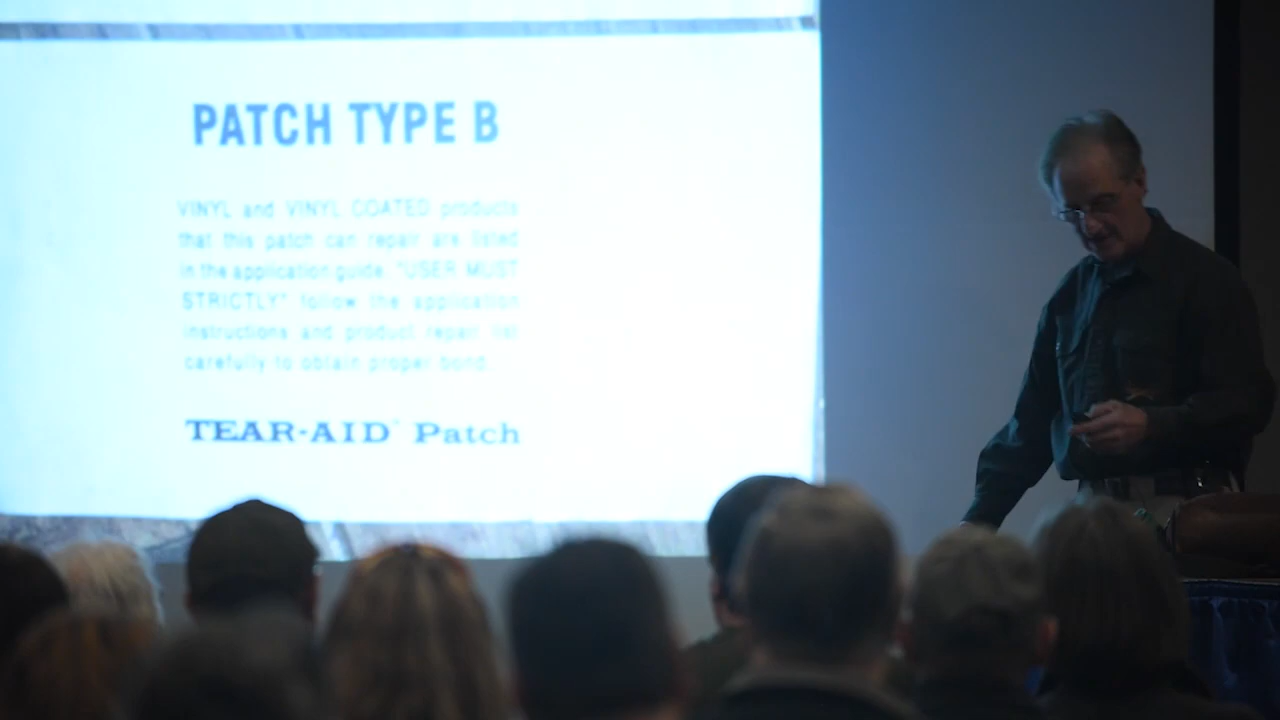 PATCH TYPE B
VINYL and VINYL COATED products
that this patch can repair are listed
in the application guide. "USER MUST
STRICTLY" follow the application
instructions and product repair list
carefully to obtain proper bond.
TEAR-AID® Patch